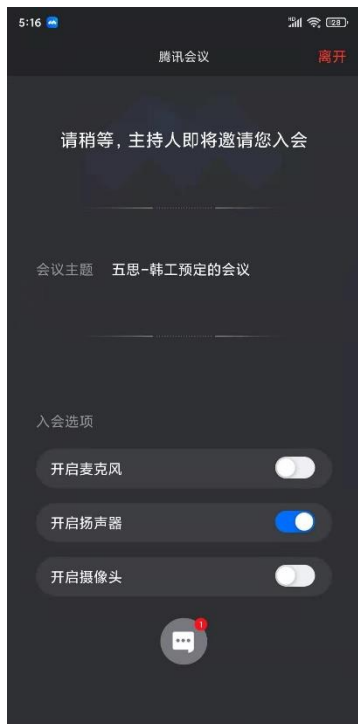 5:16
28
腾讯会议
离开
请稍等，主持人即将邀请您入会
会议主题 五思-韩工预定的会议
入会选项
开启麦克风
开启扬声器
开启摄像头
1